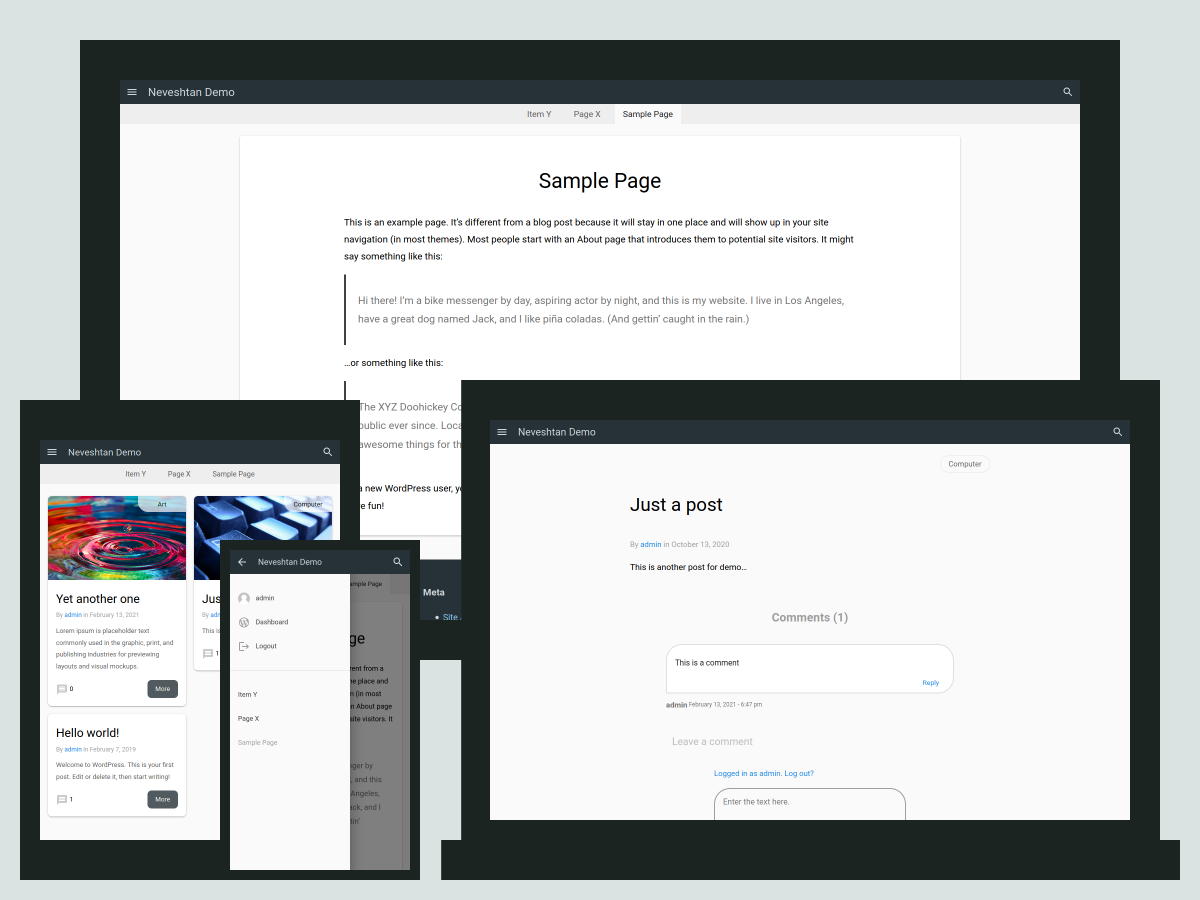 Neveshtan Demo
Item Y Page X Sample Page
Sample Page
This is an example page. It's different from a blog post because it will stay in one place and will show up in your site
navigation (in most themes). Most people start with an About page that introduces them to potential site visitors. It might
say something like this:
Hi there! I'm a bike messenger by day, aspiring actor by night, and this is my website. I live in Los Angeles,
have a great dog named Jack, and I like piña coladas. (And gettin' caught in the rain.)
...or something like this:
The XYZ Doohickey Co
public ever since. Loca
awesome things for th
a new WordPress user, yo
e fun!
Meta
Site
Neveshtan Demo
Item Y Page X Sample Page
Art
Yet another one
By admin in February 13, 2021
Lorem ipsum is placeholder text
commonly used in the graphic, print, and
publishing industries for previewing
layouts and visual mockups.
0 More
Hello world!
By admin in February 7, 2019
Welcome to WordPress. This is your first
post. Edit or delete it, then start writing!
1 More
Computer
Jus
By ad
This is
1
Neveshtan Demo
admin
Dashboard
Logout
Item Y
Page X
Sample Page
ample Page
ge
rent from a
e place and
n (in most
n About page
site visitors. It
ger by
, and this
Angeles,
ack, and I
tin'
Neveshtan Demo
Computer
Just a post
By admin in October 13, 2020
This is another post for demo...
Comments (1)
This is a comment
Reply
admin February 13, 2021 - 6:47 pm
Leave a comment
Logged in as admin. Log out?
Enter the text here.